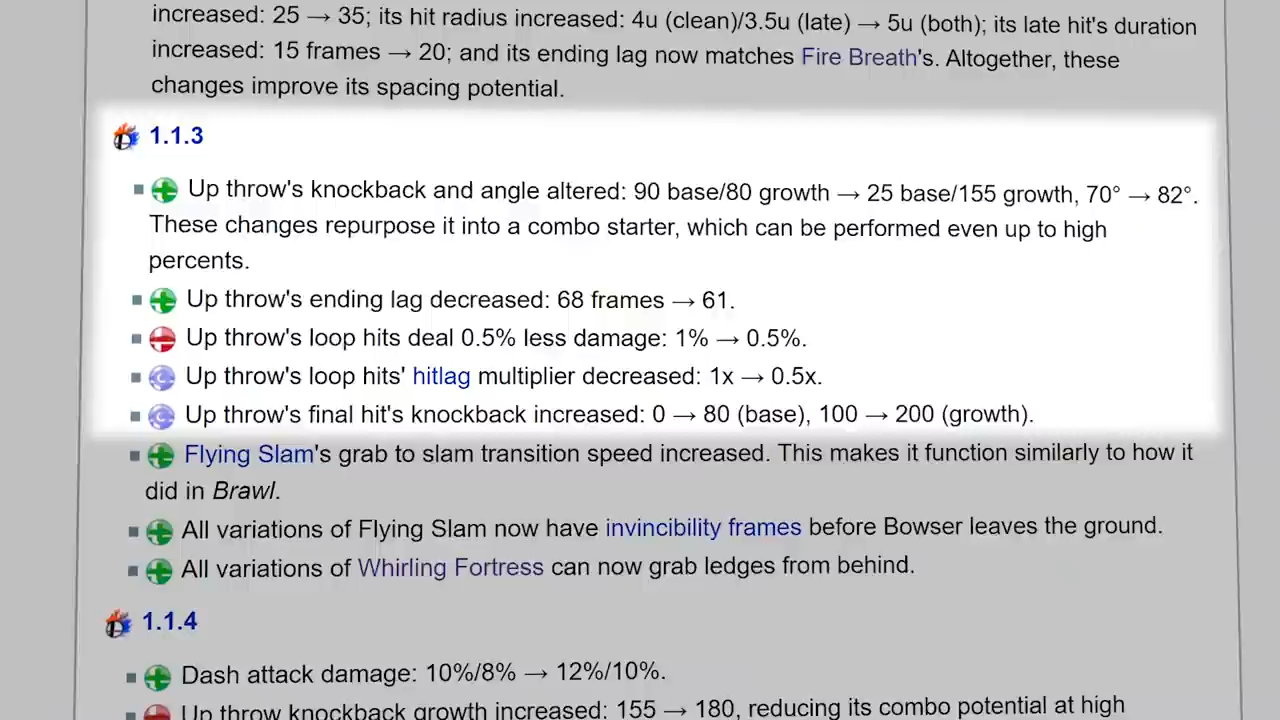 increased: 25 → 35; its hit radius increased: 4u (clean)/3.5u (late) → 5u (both); its late hit's duration
increased: 15 frames → 20; and its ending lag now matches Fire Breath's. Altogether, these
changes improve its spacing potential.
1.1.3
Up throw's knockback and angle altered: 90 base/80 growth → 25 base/155 growth, 70° → 82°.
These changes repurpose it into a combo starter, which can be performed even up to high
percents.
Up throw's ending lag decreased: 68 frames → 61.
Up throw's loop hits deal 0.5% less damage: 1% → 0.5%.
Up throw's loop hits' hitlag multiplier decreased: 1x → 0.5x.
Up throw's final hit's knockback increased: 0 → 80 (base), 100 → 200 (growth).
Flying Slam's grab to slam transition speed increased. This makes it function similarly to how it
did in Brawl.
All variations of Flying Slam now have invincibility frames before Bowser leaves the ground.
All variations of Whirling Fortress can now grab ledges from behind.
1.1.4
Dash attack damage: 10%/8% → 12%/10%.
Up throw knockback growth increased: 155 → 180, reducing its combo potential at high